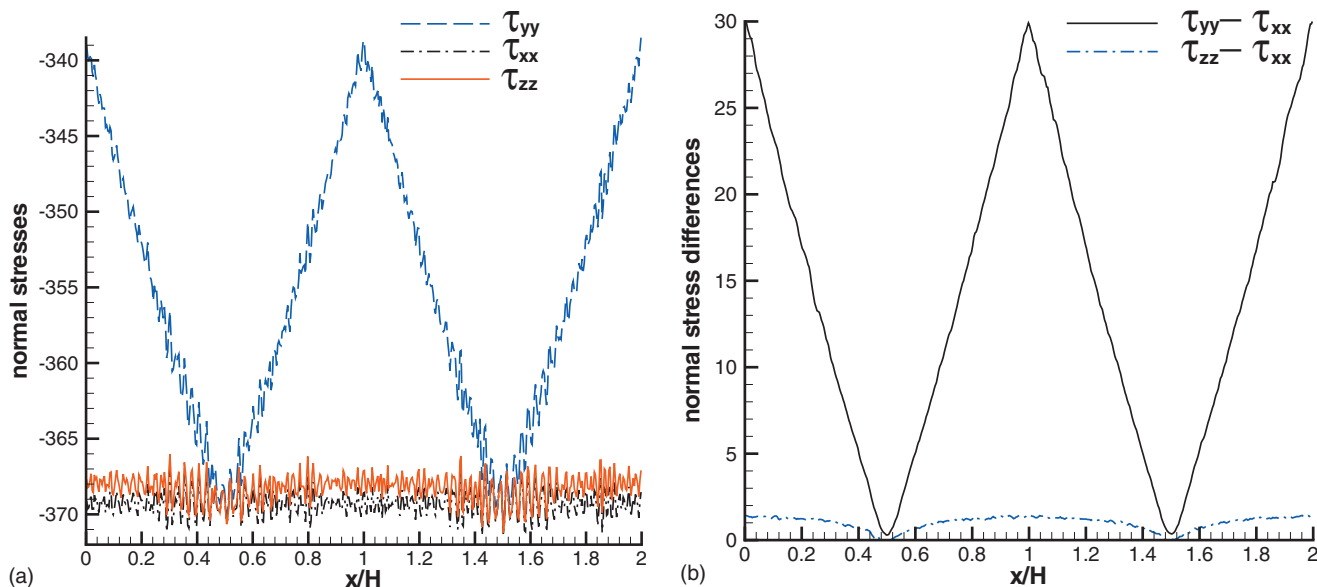 τyy
τxx
τzz
-340
-345
-350
-355
-360
-365
-370
normal stresses
0 0.2 0.4 0.6 0.8 1 1.2 1.4 1.6 1.8 2
x/H
(a)
τyy− τxx
τzz− τxx
30
25
20
15
10
5
0
normal stress differences
0 0.2 0.4 0.6 0.8 1 1.2 1.4 1.6 1.8 2
x/H
(b)